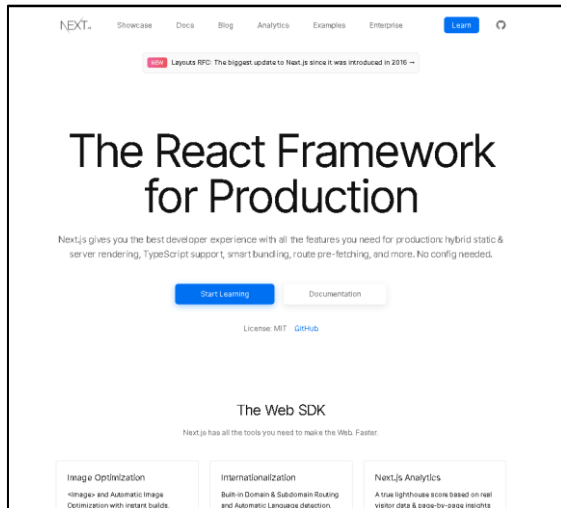 NEXT.JS
Showcase
Docs
Blog
Analytics
Examples
Enterprise
Learn
NEW Layouts RFC: The biggest update to Next.js since it was introduced in 2016 →
The React Framework
for Production
Next.js gives you the best developer experience with all the features you need for production: hybrid static &
server rendering, TypeScript support, smart bundling, route pre-fetching, and more. No config needed.
Start Learning
Documentation
License: MIT GitHub
The Web SDK
Next.js has all the tools you need to make the Web. Faster.
Image Optimization
<Image> and Automatic Image
Optimization with instant builds.
Internationalization
Built-in Domain & Subdomain Routing
and Automatic Language detection.
Next.js Analytics
A true lighthouse score based on real
visitor data & page-by-page insights